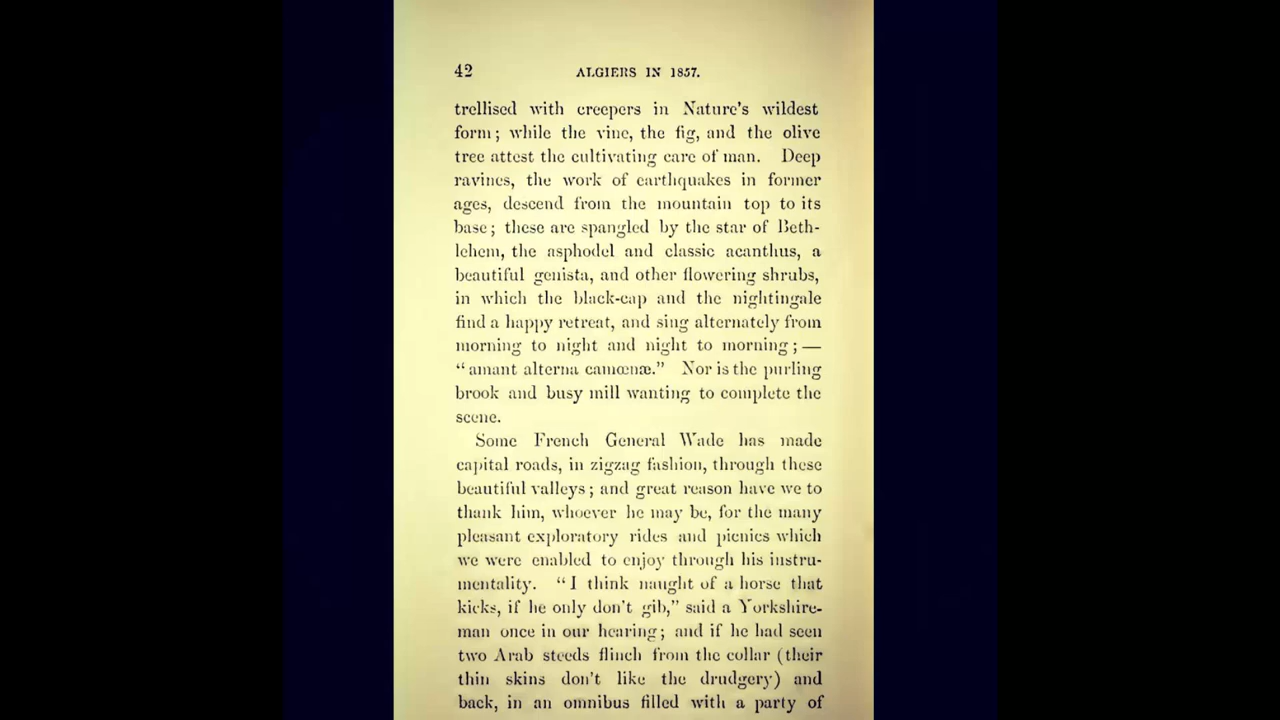 42 ALGIERS IN 1857.
trellised with creepers in Nature's wildest
form; while the vine, the fig, and the olive
tree attest the cultivating care of man. Deep
ravines, the work of earthquakes in former
ages, descend from the mountain top to its
base; these are spangled by the star of Beth-
lehem, the asphodel and classic acanthus, a
beautiful genista, and other flowering shrubs,
in which the black-cap and the nightingale
find a happy retreat, and sing alternately from
morning to night and night to morning;—
"amant alterna camœnæ." Nor is the purling
brook and busy mill wanting to complete the
scene.
Some French General Wade has made
capital roads, in zigzag fashion, through these
beautiful valleys; and great reason have we to
thank him, whoever he may be, for the many
pleasant exploratory rides and picnics which
we were enabled to enjoy through his instru-
mentality. "I think naught of a horse that
kicks, if he only don't gib," said a Yorkshire-
man once in our hearing; and if he had seen
two Arab steeds flinch from the collar (their
thin skins don't like the drudgery) and
back, in an omnibus filled with a party of